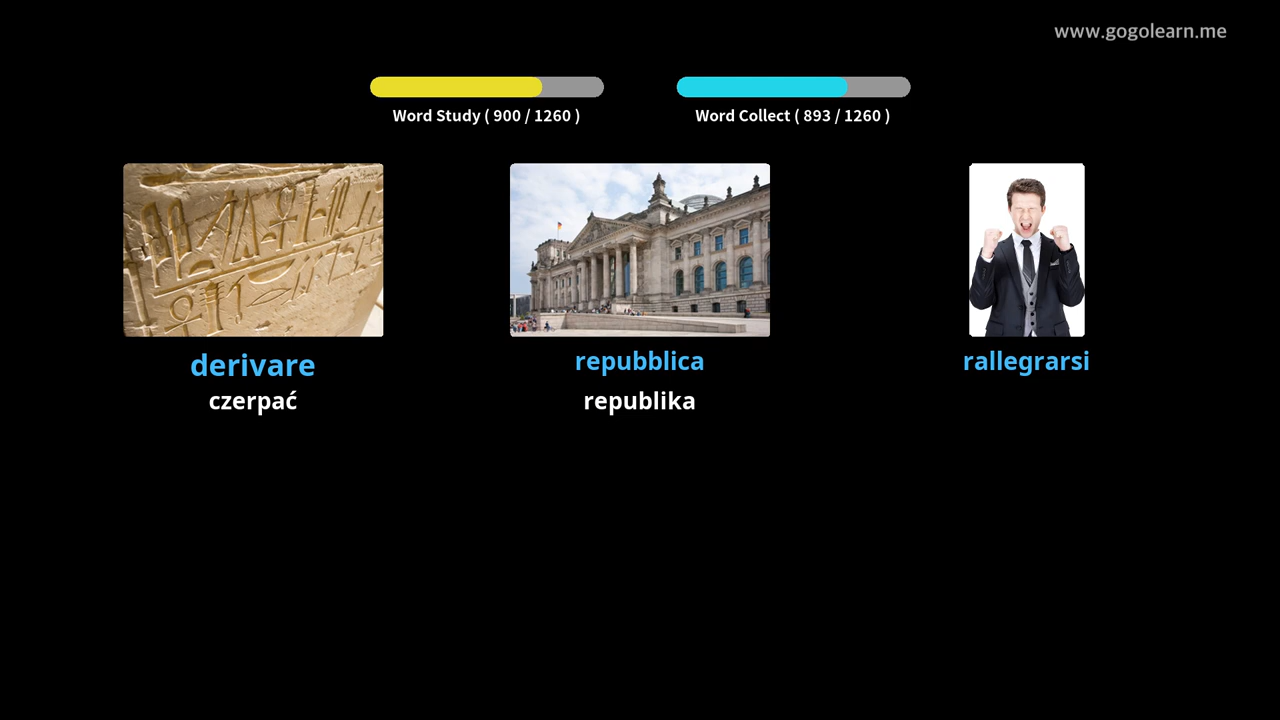 www.gogolearn.me
Word Study ( 900 / 1260 )
Word Collect ( 893 / 1260 )
derivare
repubblica
rallegrarsi
czerpać
republika